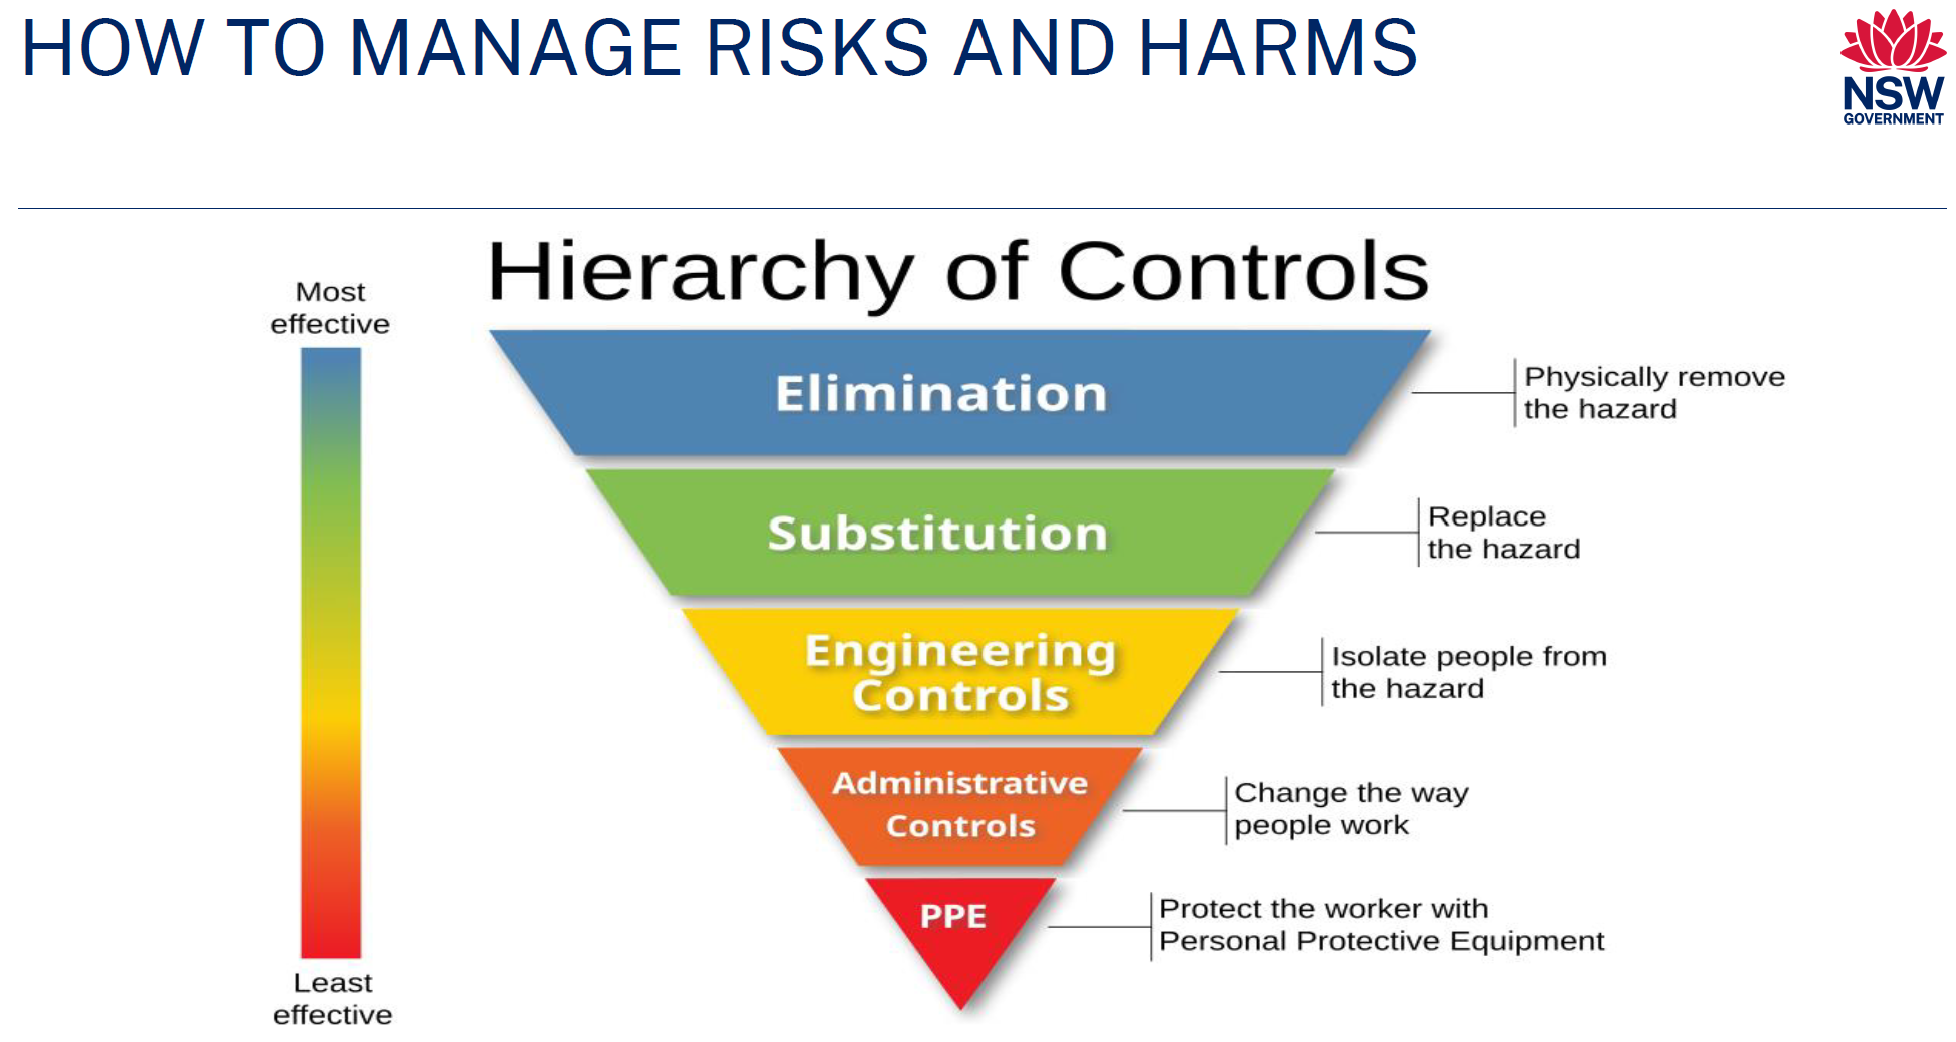 HOW TO MANAGE RISKS AND HARMS
NSW
GOVERNMENT
Hierarchy of Controls
Most
effective
Elimination
Physically remove
the hazard
Substitution
Replace
the hazard
Engineering
Controls
Isolate people from
the hazard
Administrative
Controls
Change the way
people work
PPE
Protect the worker with
Personal Protective Equipment
Least
effective